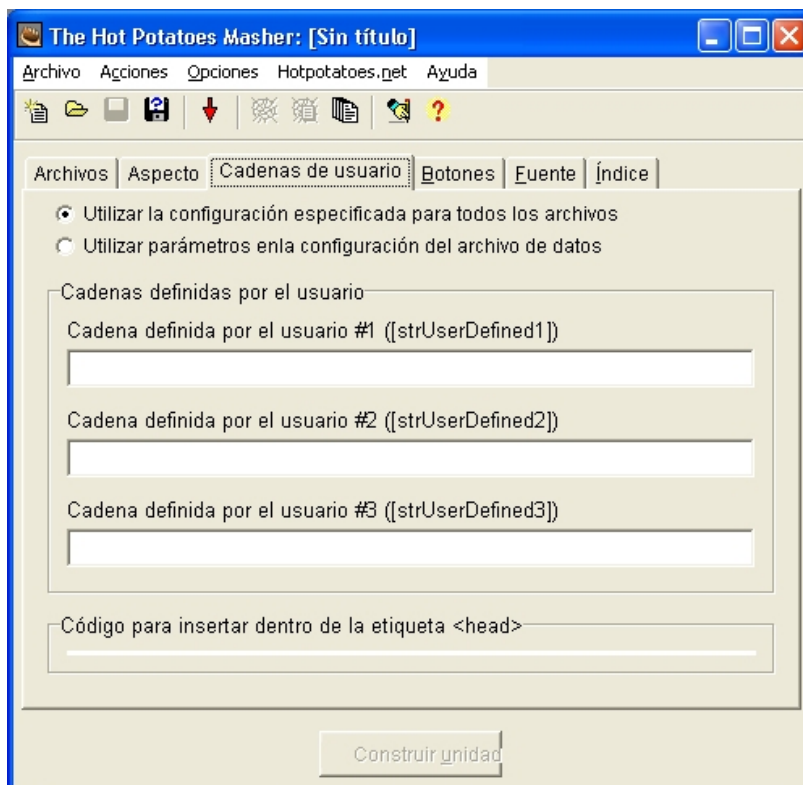 The Hot Potatoes Masher: [Sin título]
Archivo Acciones Opciones Hotpotatoes.net Ayuda
Archivos Aspecto Cadenas de usuario Botones Fuente Índice
Utilizar la configuración especificada para todos los archivos
Utilizar parámetros enla configuración del archivo de datos
Cadenas definidas por el usuario
Cadena definida por el usuario #1 ([strUserDefined1])
Cadena definida por el usuario #2 ([strUserDefined2])
Cadena definida por el usuario #3 ([strUserDefined3])
Código para insertar dentro de la etiqueta <head>
Construir unidad